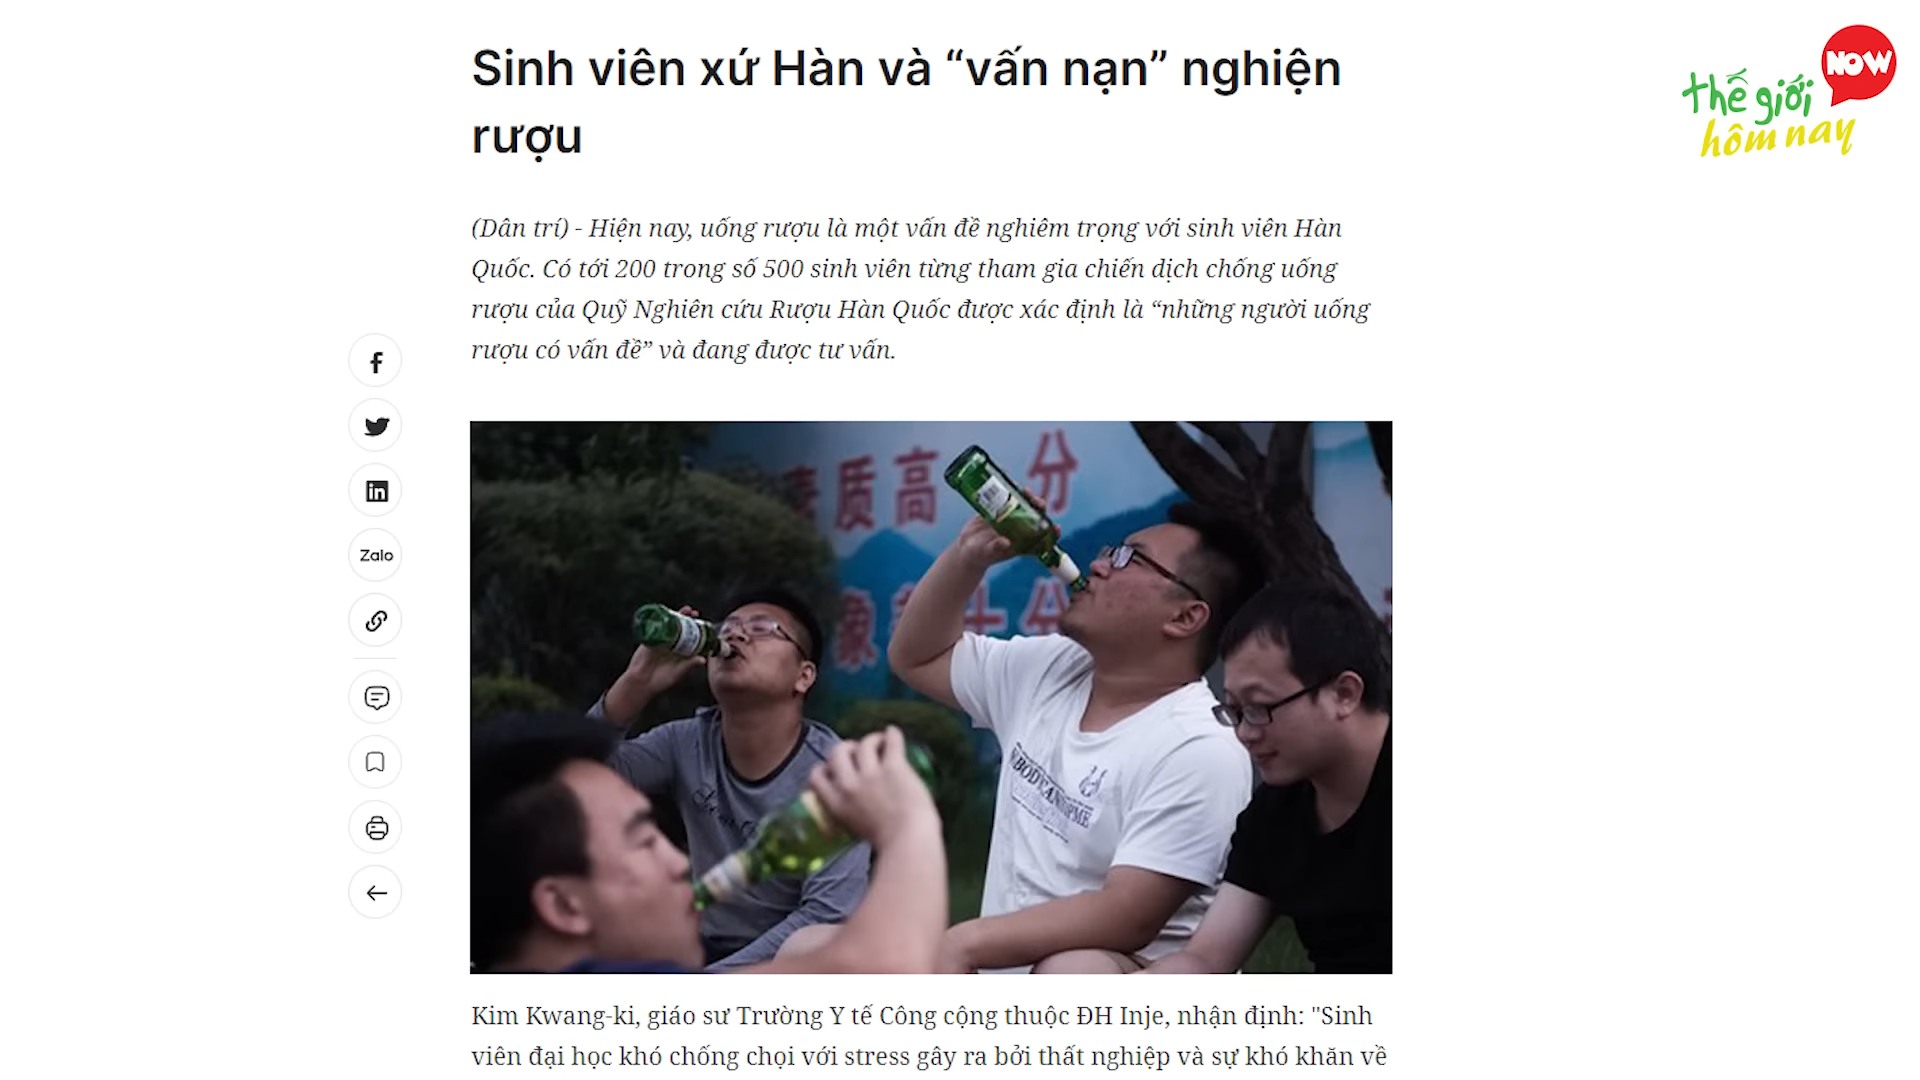 Sinh viên xứ Hàn và “vấn nạn” nghiện
rượu
NOW
thế giới
hôm nay
(Dân trí) - Hiện nay, uống rượu là một vấn đề nghiêm trọng với sinh viên Hàn
Quốc. Có tới 200 trong số 500 sinh viên từng tham gia chiến dịch chống uống
rượu của Quỹ Nghiên cứu Rượu Hàn Quốc được xác định là “những người uống
rượu có vấn đề” và đang được tư vấn.
Zalo
质高 分
象 十分
Kim Kwang-ki, giáo sư Trường Y tế Công cộng thuộc ĐH Inje, nhận định: "Sinh
viên đại học khó chống chọi với stress gây ra bởi thất nghiệp và sự khó khăn về